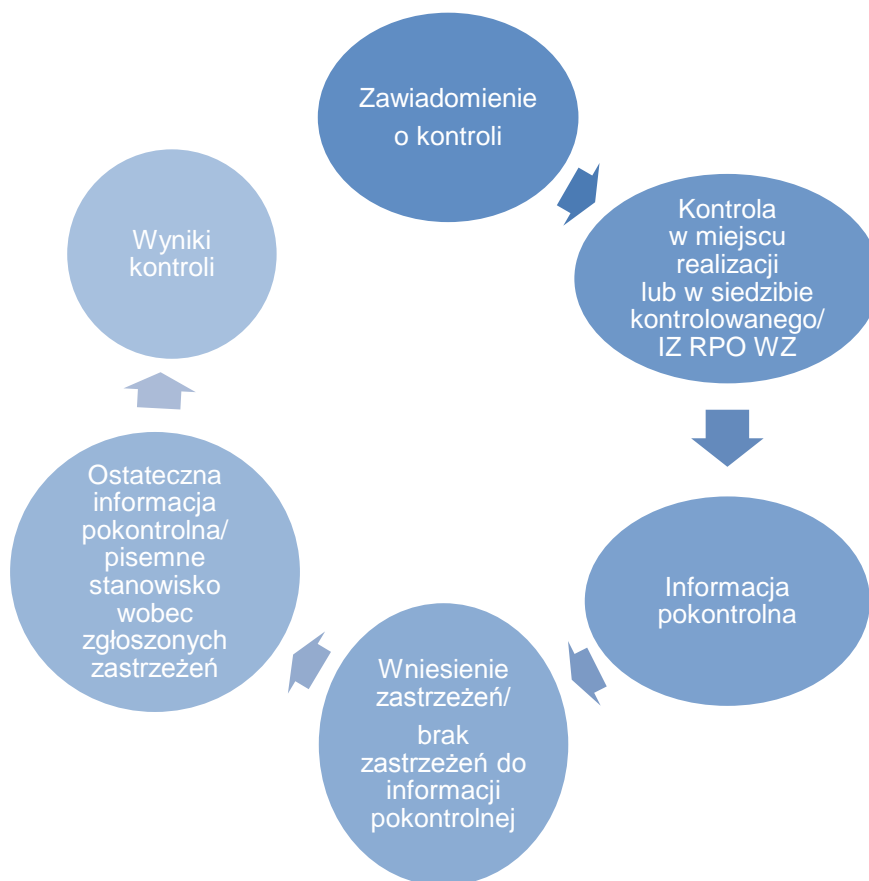 Zawiadomienie
o kontroli
Kontrola
w miejscu
realizacji
lub w siedzibie
kontrolowanego/
IZ RPO WZ
Informacja
pokontrolna
Wniesienie
zastrzeżeń/
brak
zastrzeżeń do
informacji
pokontrolnej
Ostateczna
informacja
pokontrolna/
pisemne
stanowisko
wobec
zgłoszonych
zastrzeżeń
Wyniki
kontroli